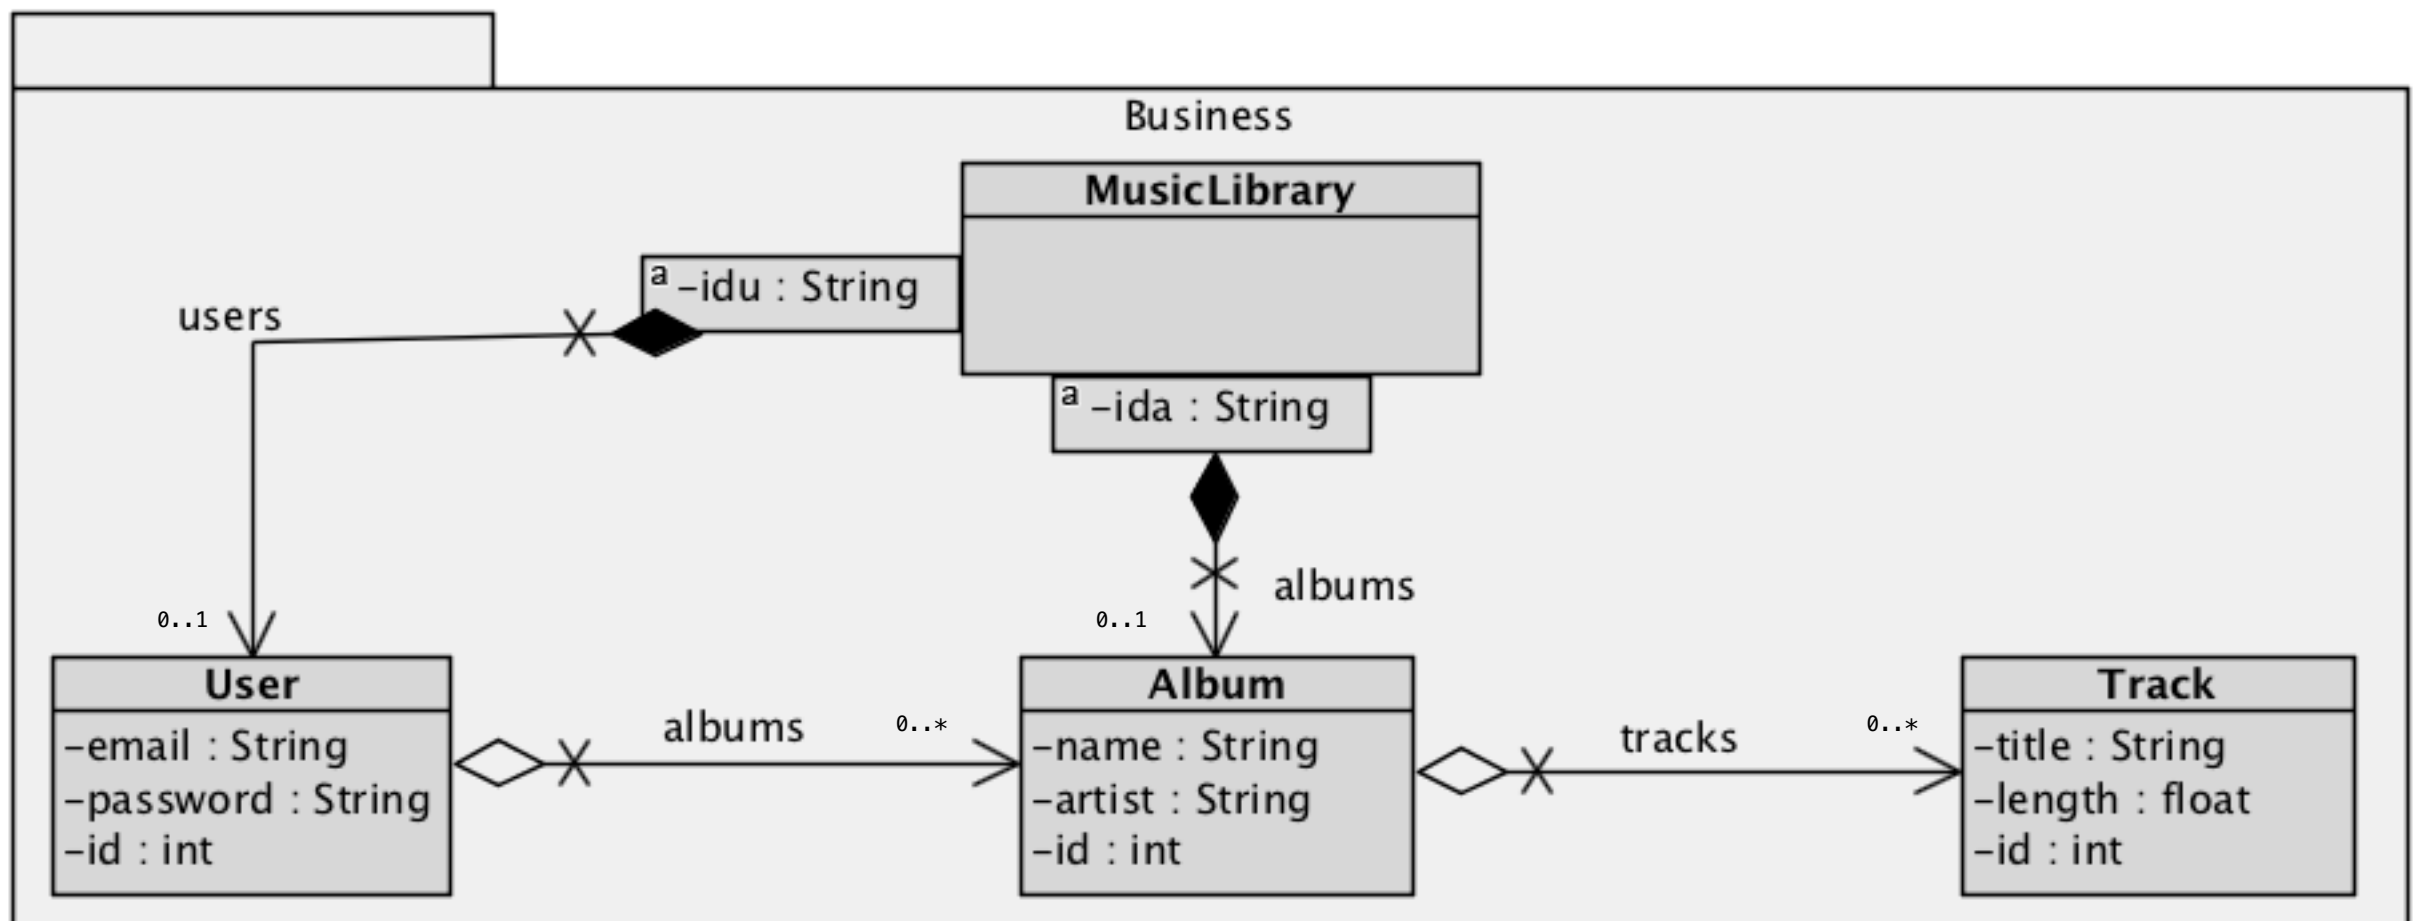 Business
MusicLibrary
a -idu : String
users
a -ida : String
albums
0..1
0..1
User
-email : String
-password : String
-id : int
albums
0..*
Album
-name : String
-artist : String
-id : int
tracks
0..*
Track
-title : String
-length : float
-id : int